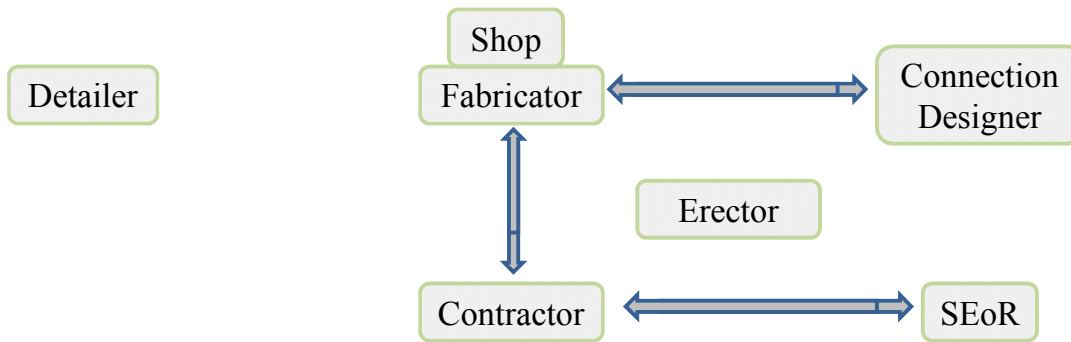 Shop
Detailer
Fabricator
Connection
Designer
Erector
Contractor
SEoR